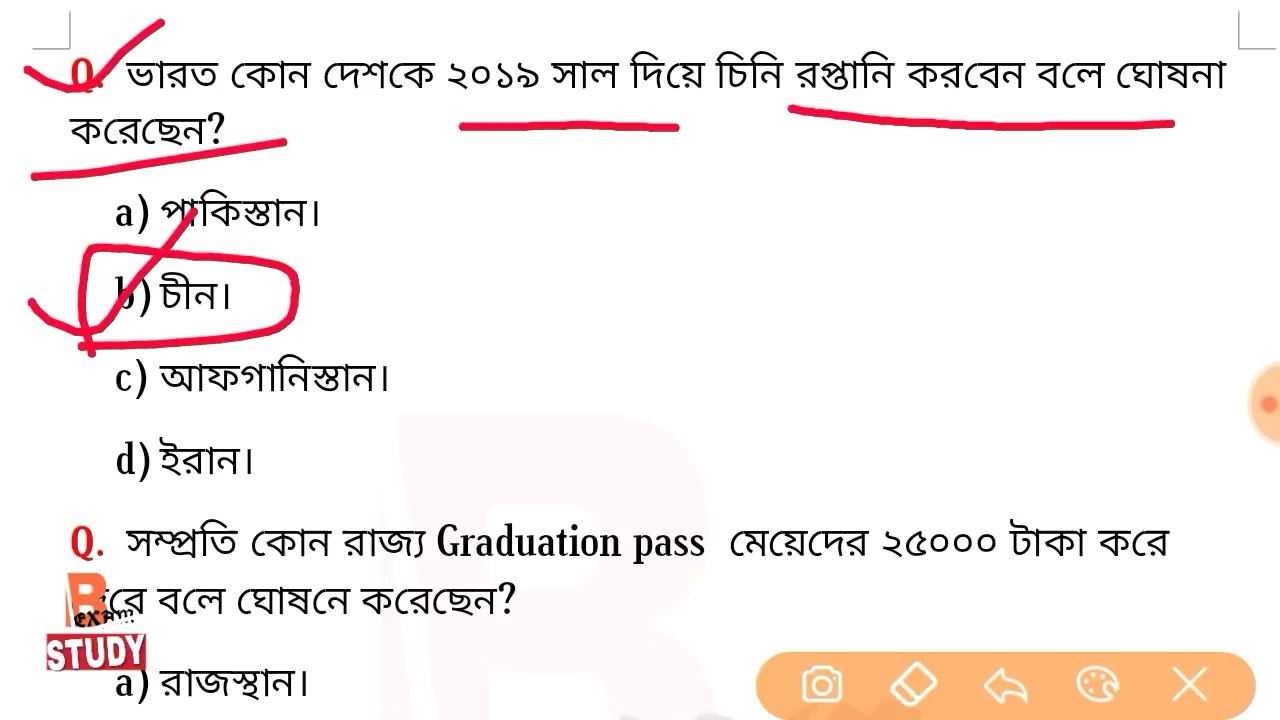 Q. ভারত কোন দেশকে ২০১৯ সাল দিয়ে চিনি রপ্তানি করবেন বলে ঘোষনা
করেছেন?
a) পাকিস্তান।
b) চীন।
c) আফগানিস্তান।
d) ইরান।
Q. সম্প্রতি কোন রাজ্য Graduation pass মেয়েদের ২৫০০০ টাকা করে
বলে ঘোষনে করেছেন?
B
exam
STUDY
a) রাজস্থান।